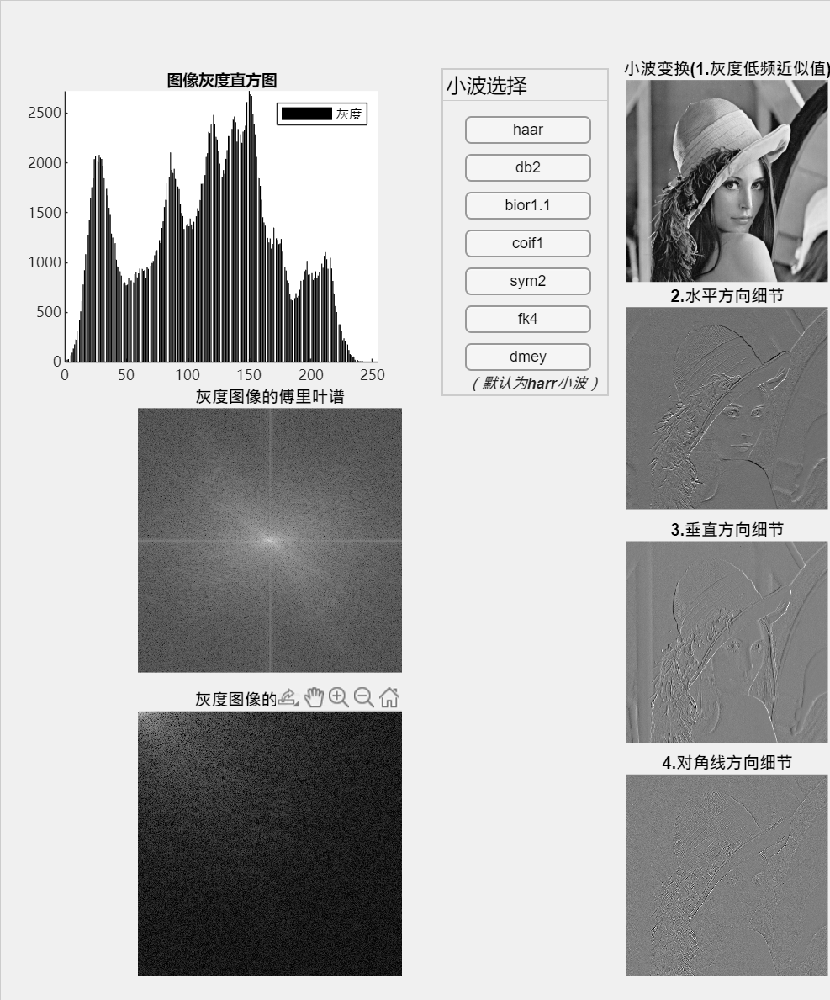 图像灰度直方图
灰度
2500
2000
1500
1000
500
0
0 50 100 150 200 250
灰度图像的傅里叶谱
灰度图像的
小波选择
haar
db2
bior1.1
coif1
sym2
fk4
dmey
（默认为harr小波）
小波变换(1.灰度低频近似值)
2.水平方向细节
3.垂直方向细节
4.对角线方向细节